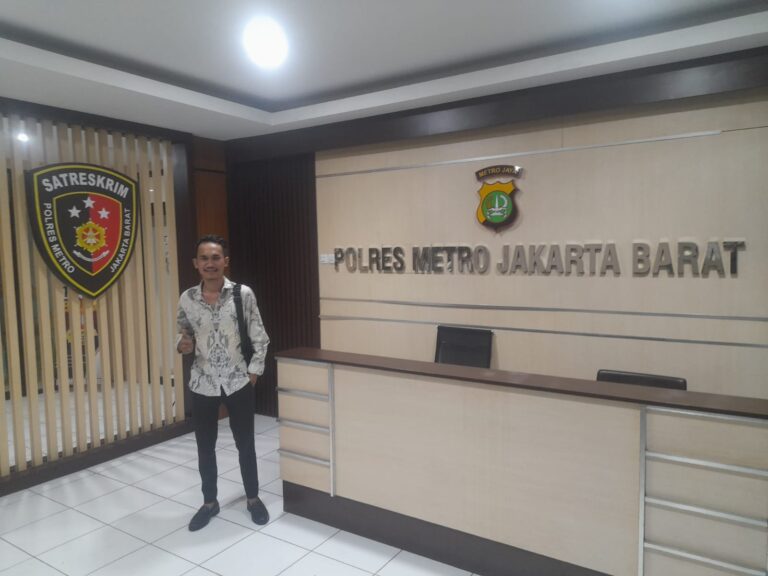 SATRESKRIM
POLRES METRO
JAKARTA BARAT
METRO JAYA
POLRES METRO JAKARTA BARAT